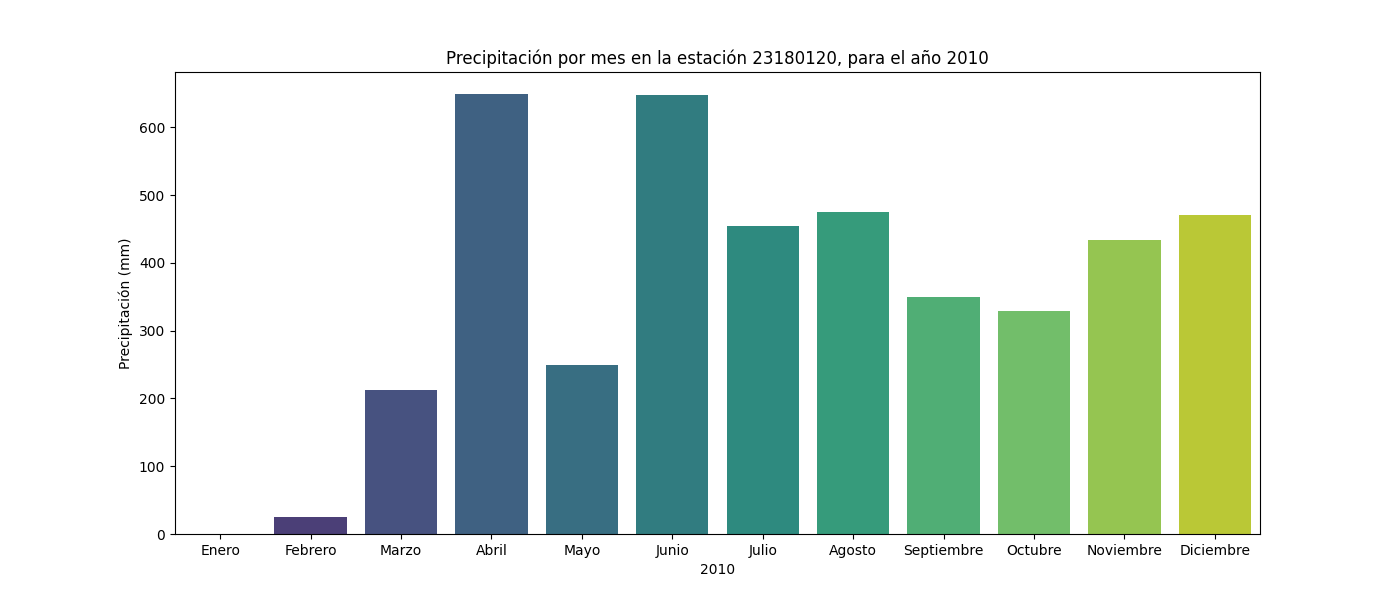 Precipitación por mes en la estación 23180120, para el año 2010
Precipitación (mm)
600
500
400
300
200
100
0
Enero Febrero Marzo Abril Mayo Junio Julio Agosto Septiembre Octubre Noviembre Diciembre
2010